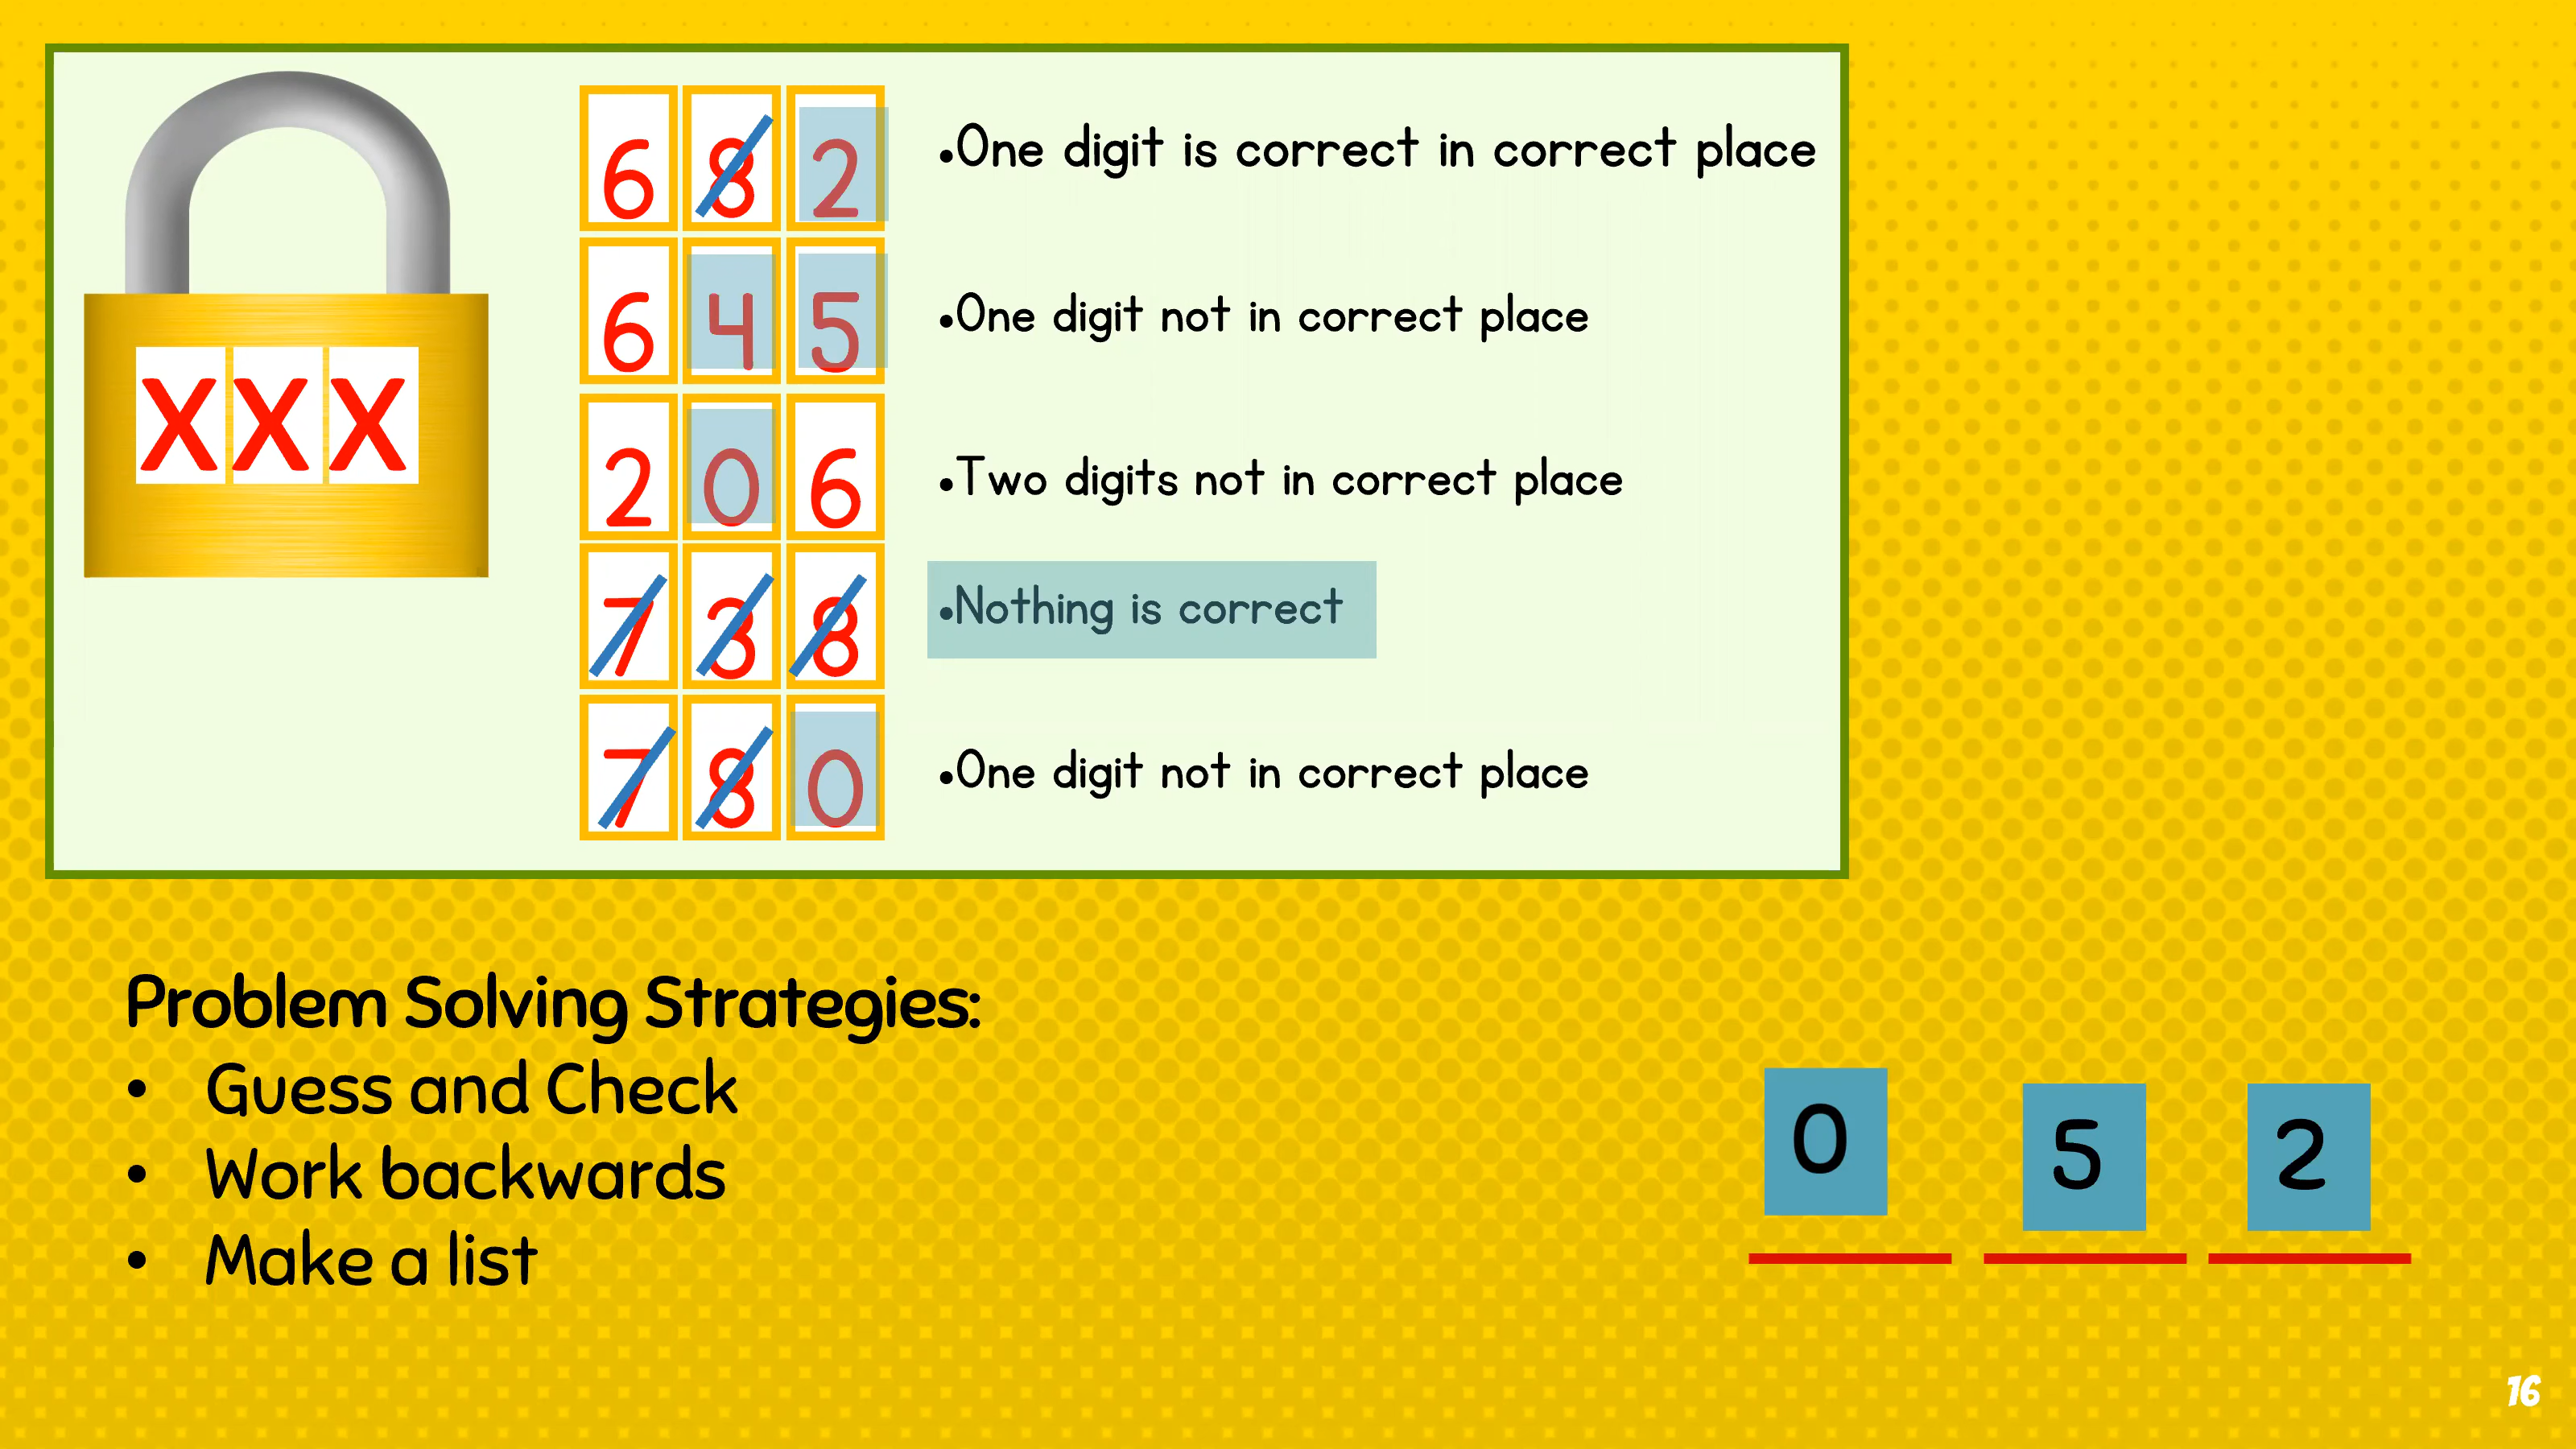 6 8 2 •One digit is correct in correct place
6 4 5 •One digit not in correct place
XXX
2 0 6 •Two digits not in correct place
7 3 8 •Nothing is correct
7 8 0 •One digit not in correct place
Problem Solving Strategies:
• Guess and Check
• Work backwards
• Make a list
0 5 2
16